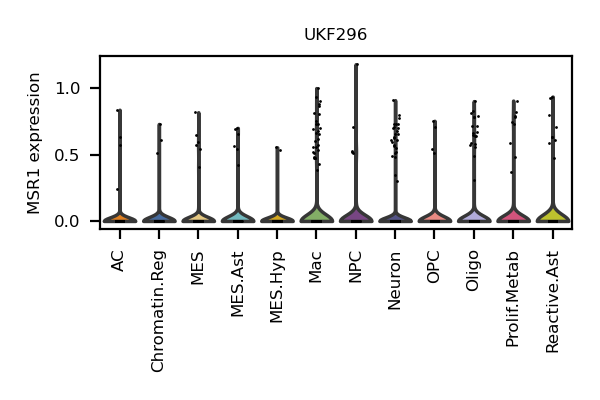 UKF296
MSR1 expression
1.0
0.5
0.0
AC
Chromatin.Reg
MES
MES.Ast
MES.Hyp
Mac
NPC
Neuron
OPC
Oligo
Prolif.Metab
Reactive.Ast